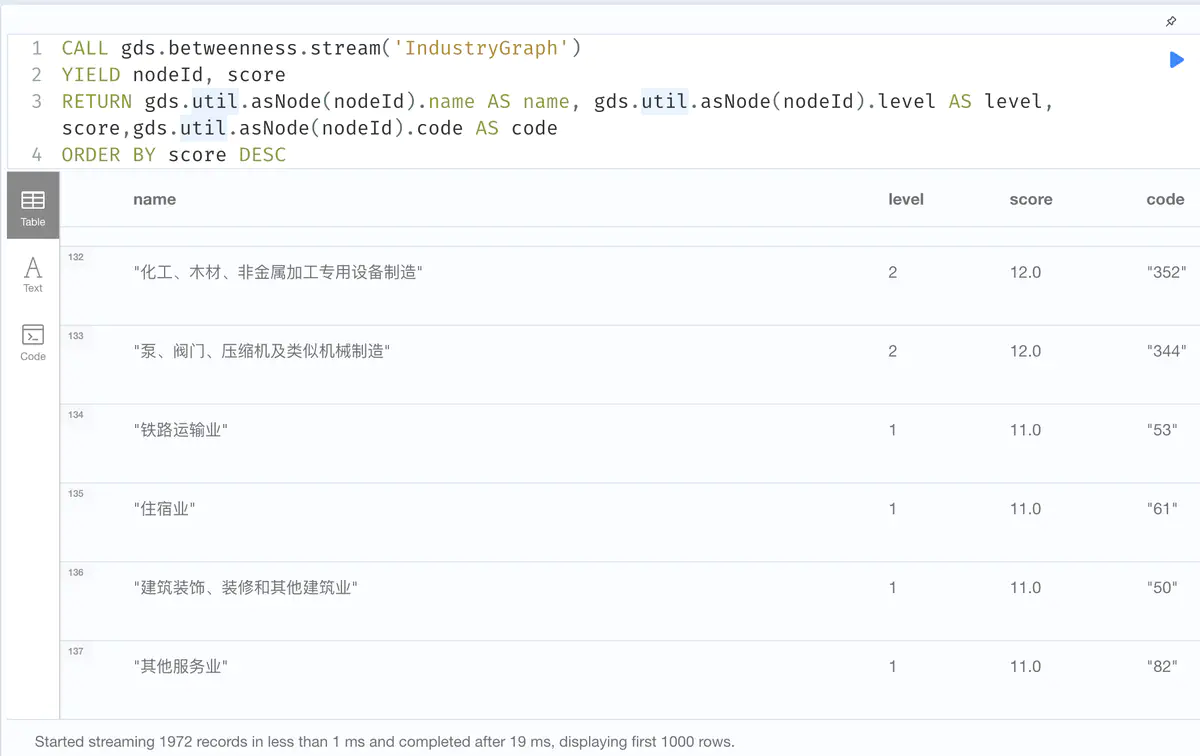 1 CALL gds.betweenness.stream('IndustryGraph')
2 YIELD nodeId, score
3 RETURN gds.util.asNode(nodeId).name AS name, gds.util.asNode(nodeId).level AS level,
score,gds.util.asNode(nodeId).code AS code
4 ORDER BY score DESC
Table
Text
Code
name level score code
132 "化工、木材、非金属加工专用设备制造" 2 12.0 "352"
133 "泵、阀门、压缩机及类似机械制造" 2 12.0 "344"
134 "铁路运输业" 1 11.0 "53"
135 "住宿业" 1 11.0 "61"
136 "建筑装饰、装修和其他建筑业" 1 11.0 "50"
137 "其他服务业" 1 11.0 "82"
Started streaming 1972 records in less than 1 ms and completed after 19 ms, displaying first 1000 rows.